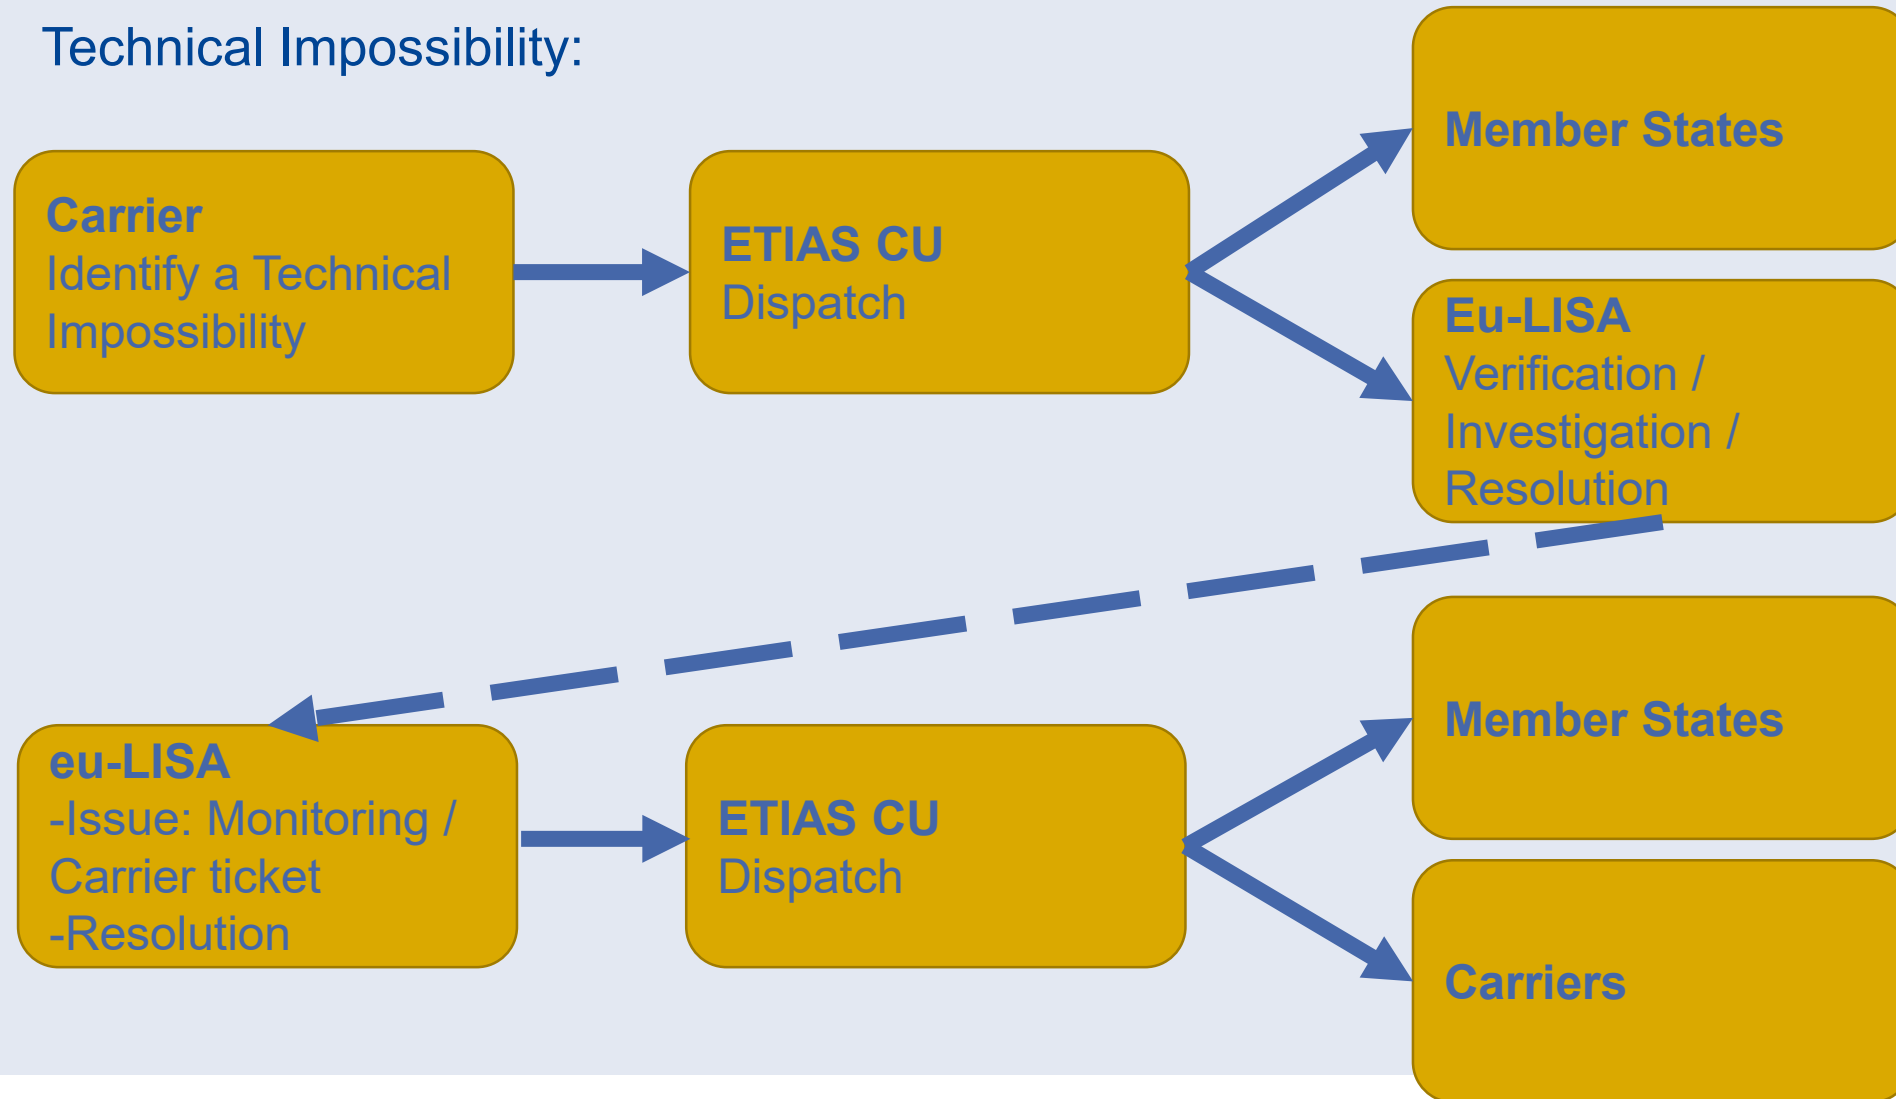 Technical Impossibility:
Carrier
Identify a Technical
Impossibility
ETIAS CU
Dispatch
Member States
Eu-LISA
Verification /
Investigation /
Resolution
eu-LISA
-Issue: Monitoring /
Carrier ticket
-Resolution
ETIAS CU
Dispatch
Member States
Carriers